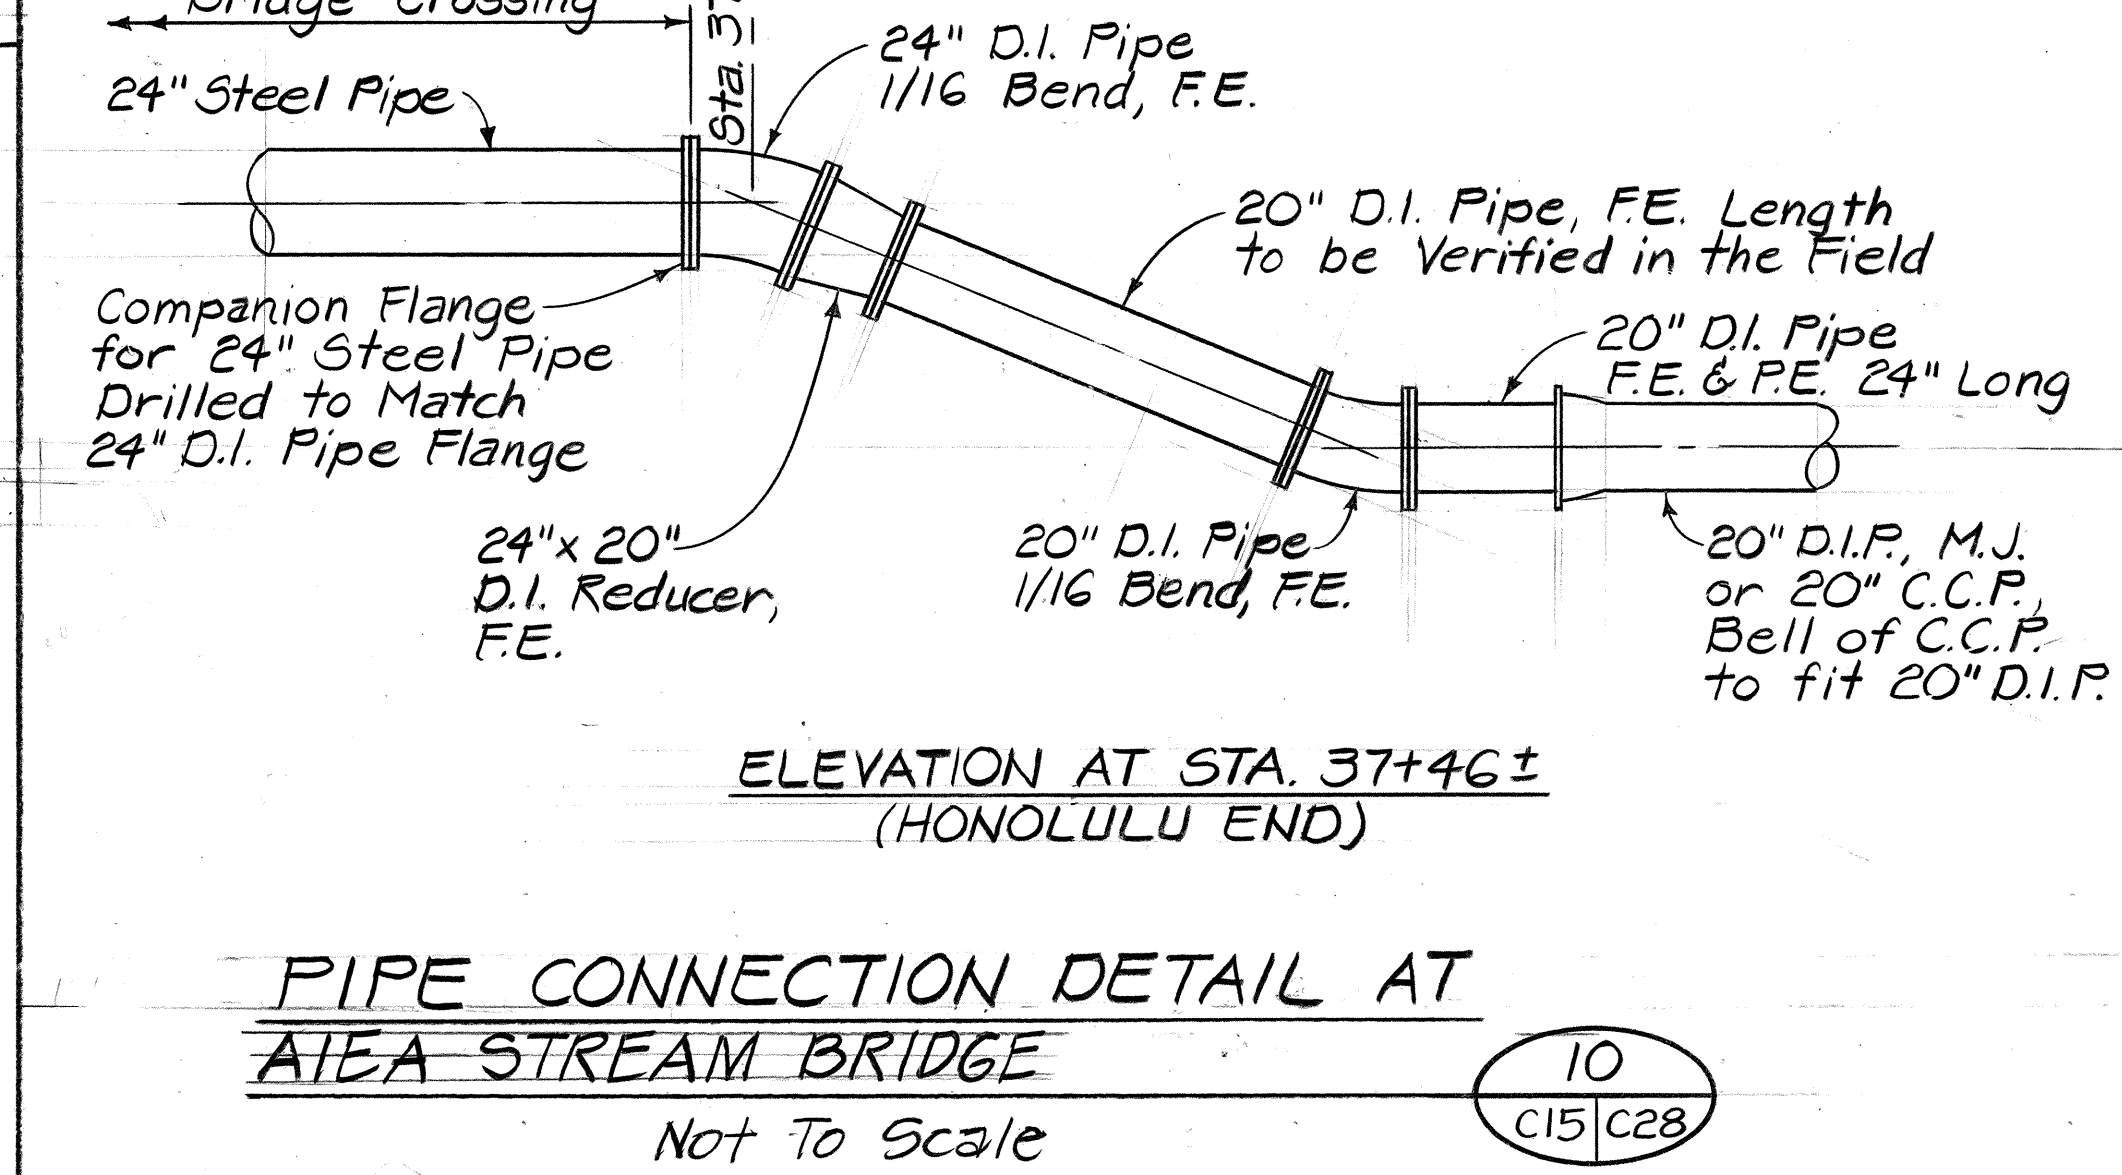 Bridge Crossing
Sta. 37
24" Steel Pipe
24" D.I. Pipe
1/16 Bend, F.E.
20" D.I. Pipe, F.E. Length
to be Verified in the Field
Companion Flange
for 24" Steel Pipe
Drilled to Match
24" D.I. Pipe Flange
20" D.I. Pipe
F.E. & P.E. 24" Long
24" x 20"
D.I. Reducer,
F.E.
20" D.I. Pipe
1/16 Bend, F.E.
20" D.I.P., M.J.
or 20" C.C.P.,
Bell of C.C.P.
to fit 20" D.I.P.
ELEVATION AT STA. 37+46±
(HONOLULU END)
PIPE CONNECTION DETAIL AT
AIEA STREAM BRIDGE
Not To Scale
10
C15 C28